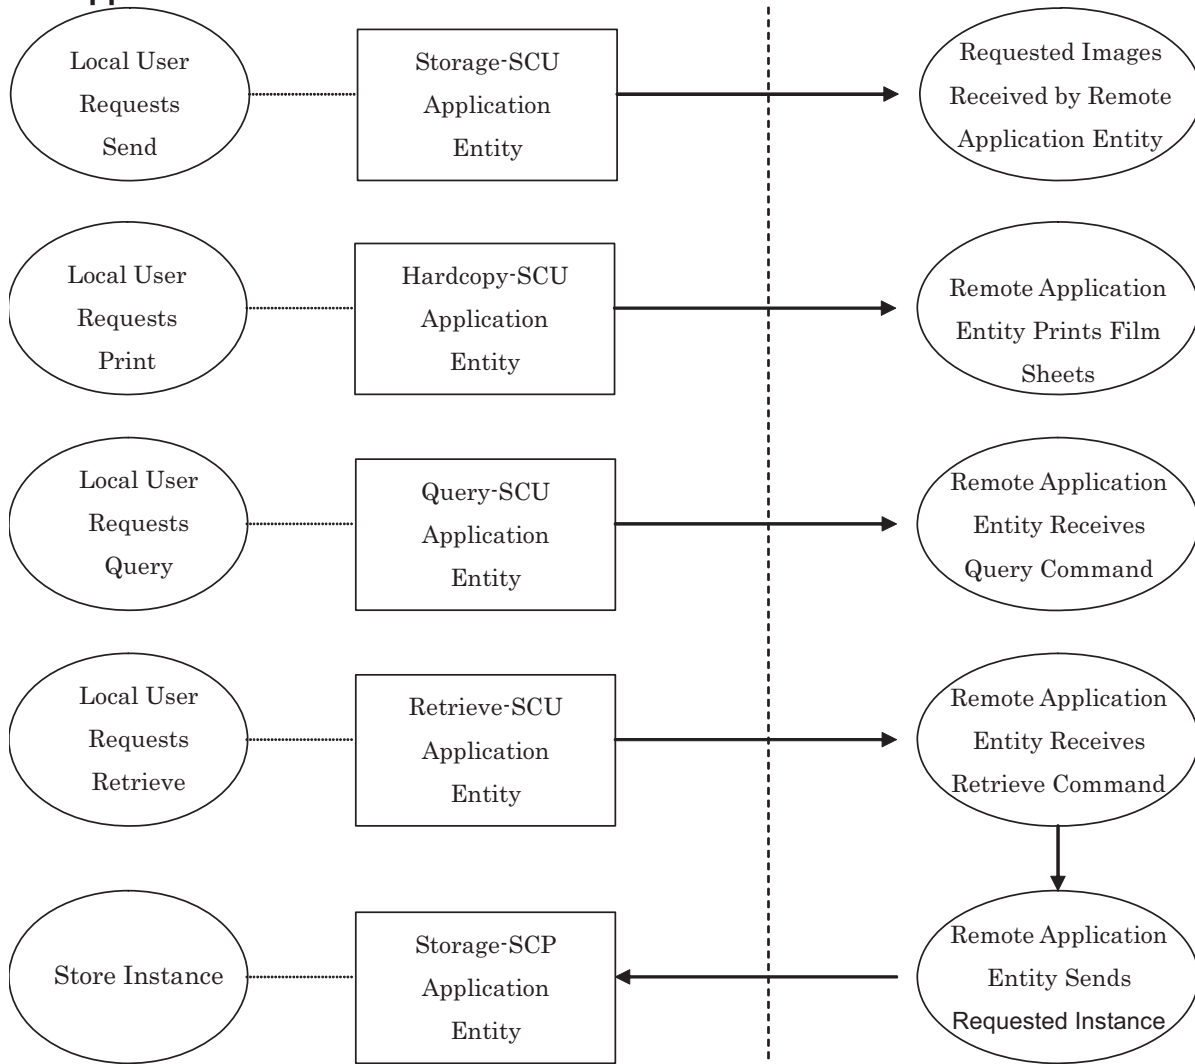 Local User
Requests
Send
Storage-SCU
Application
Entity
Requested Images
Received by Remote
Application Entity
Local User
Requests
Print
Hardcopy-SCU
Application
Entity
Remote Application
Entity Prints Film
Sheets
Local User
Requests
Query
Query-SCU
Application
Entity
Remote Application
Entity Receives
Query Command
Local User
Requests
Retrieve
Retrieve-SCU
Application
Entity
Remote Application
Entity Receives
Retrieve Command
Store Instance
Storage-SCP
Application
Entity
Remote Application
Entity Sends
Requested Instance